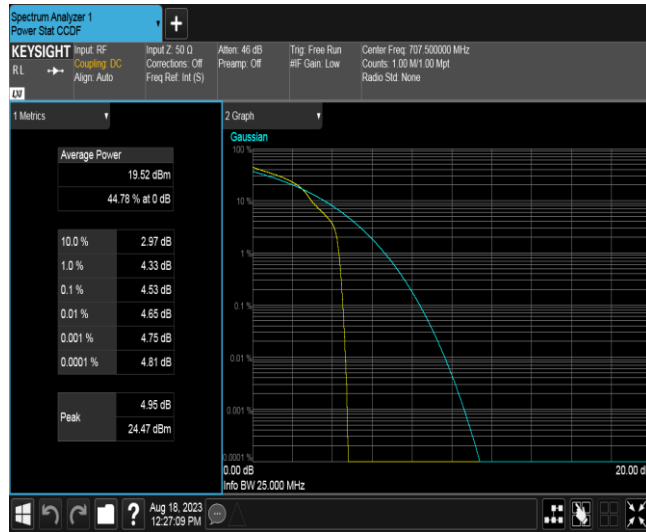 Spectrum Analyzer 1
Power Stat CCDF
+
KEYSIGHT
RL
LXI
Input: RF
Coupling: DC
Align: Auto
Input Z: 50 Ω
Corrections: Off
Freq Ref: Int (S)
Atten: 46 dB
Preamp: Off
Trig: Free Run
#IF Gain: Low
Center Freq: 707.500000 MHz
Counts: 1.00 M/1.00 Mpt
Radio Std: None
1 Metrics
Average Power
19.52 dBm
44.78 % at 0 dB
10.0 % 2.97 dB
1.0 % 4.33 dB
0.1 % 4.53 dB
0.01 % 4.65 dB
0.001 % 4.75 dB
0.0001 % 4.81 dB
Peak
4.95 dB
24.47 dBm
2 Graph
Gaussian
100 %
10 %
1 %
0.1 %
0.01 %
0.001 %
0.0001 %
0.00 dB
20.00 d
Info BW 25.000 MHz
?
Aug 18, 2023
12:27:09 PM